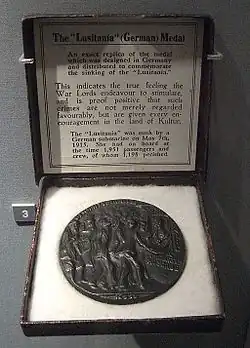 The "Lusitania" (German) Medal
An exact replica of the medal
which was designed in Germany
and distributed to commemorate
the sinking of the "Lusitania."
This indicates the true feeling the
War Lords endeavour to stimulate,
and is proof positive that such
crimes are not merely regarded
favourably, but are given every en-
couragement in the land of Kultur.
The "Lusitania" was sunk by a
German submarine on May 7th,
1915. She had on board at
the time 1,951 passengers and
crew, of whom 1,198 perished
3